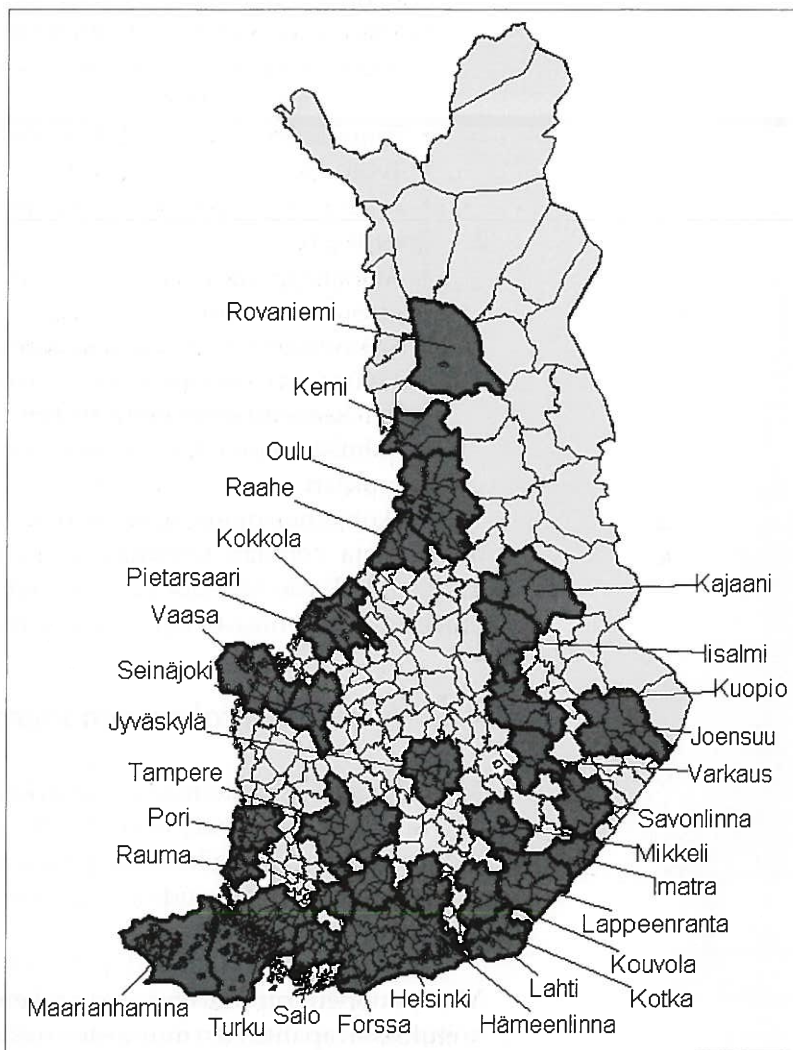 Rovaniemi
Kemi
Oulu
Raahe
Kokkola
Pietarsaari
Vaasa
Seinäjoki
Jyväskylä
Tampere
Pori
Rauma
Kajaani
Iisalmi
Kuopio
Joensuu
Varkaus
Savonlinna
Mikkeli
Imatra
Lappeenranta
Kouvola
Kotka
Lahti
Hämeenlinna
Helsinki
Forssa
Salo
Turku
Maarianhamina